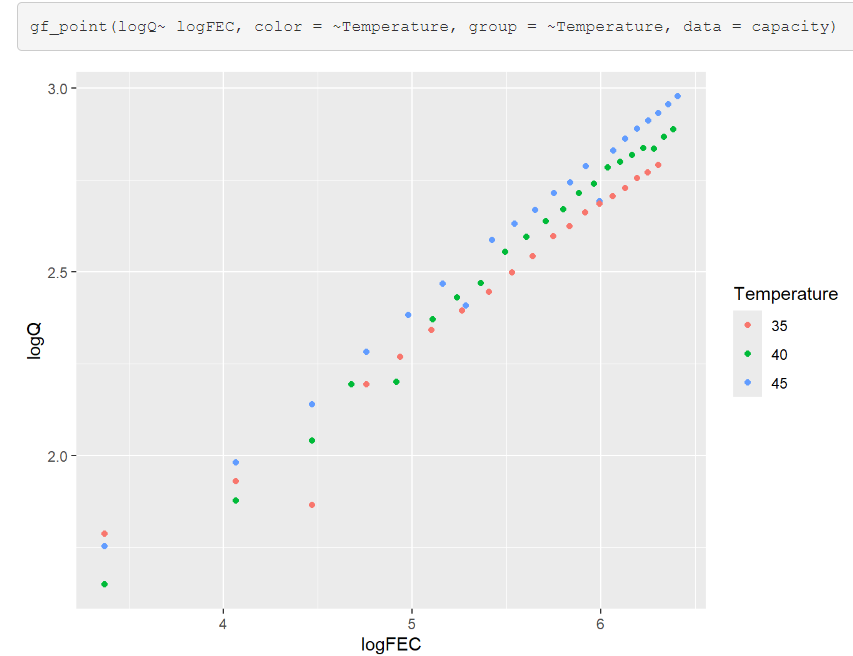 gf_point(logQ~ logFEC, color = ~Temperature, group = ~Temperature, data = capacity)
3.0
2.5
2.0
logQ
4 5 6
logFEC
Temperature
35
40
45